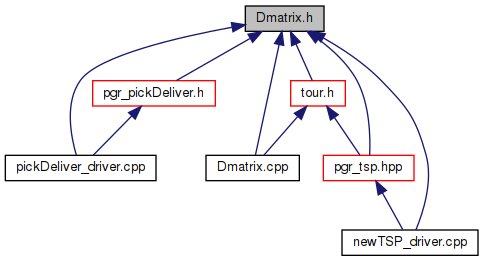 Dmatrix.h
pgr_pickDeliver.h
tour.h
pickDeliver_driver.cpp
Dmatrix.cpp
pgr_tsp.hpp
newTSP_driver.cpp